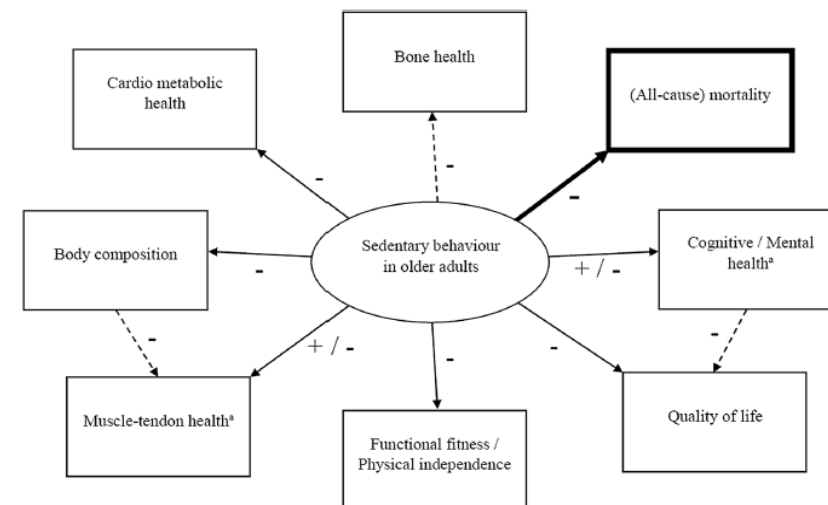 Bone health
Cardio metabolic
health
(All-cause) mortality
-
-
-
Sedentary behaviour
in older adults
Body composition
-
+ / -
Cognitive / Mental
healthª
-
+ / -
-
-
-
Muscle-tendon healthª
Functional fitness /
Physical independence
Quality of life